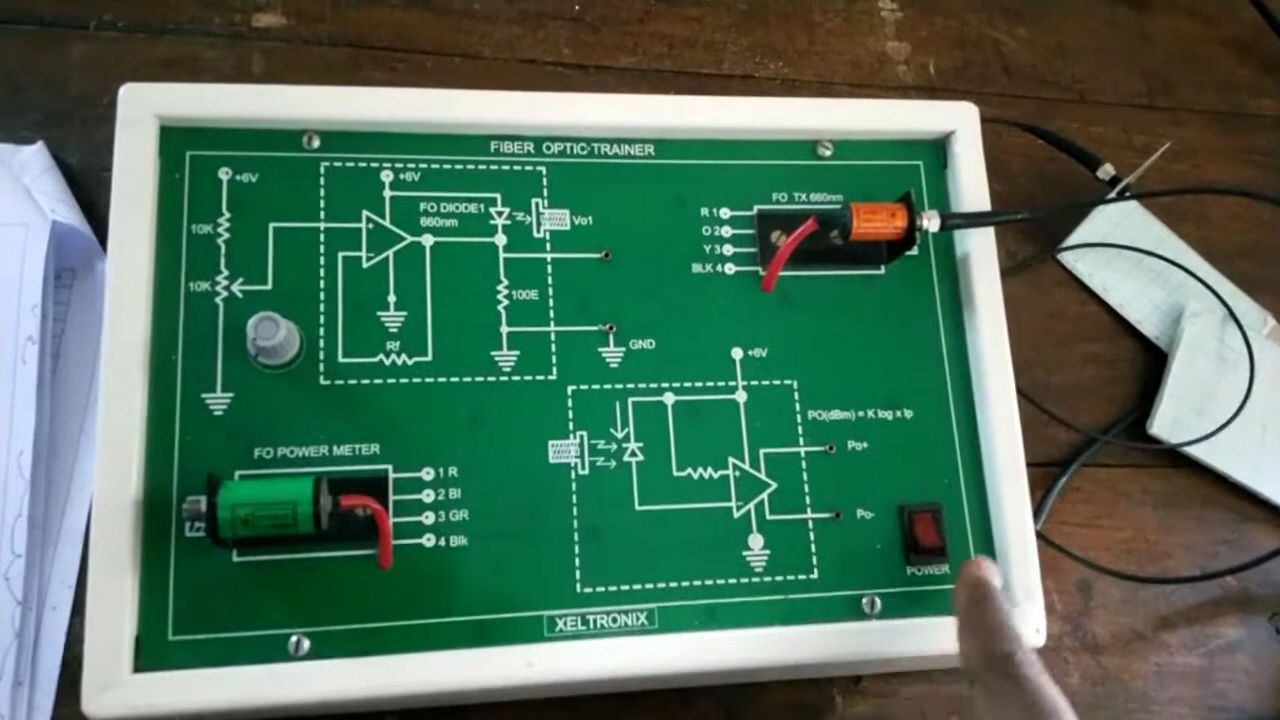 FIBER OPTIC-TRAINER
+6V
10K
10K
+6V
FO DIODE1
660nm
Vo1
100E
Rf
GND
FO TX 660nm
R 1
O 2
Y 3
BLK 4
+6V
PO(dBm) = K log x Ip
Po+
Po-
FO POWER METER
1 R
2 Bl
3 GR
4 Blk
POWER
XELTRONIX